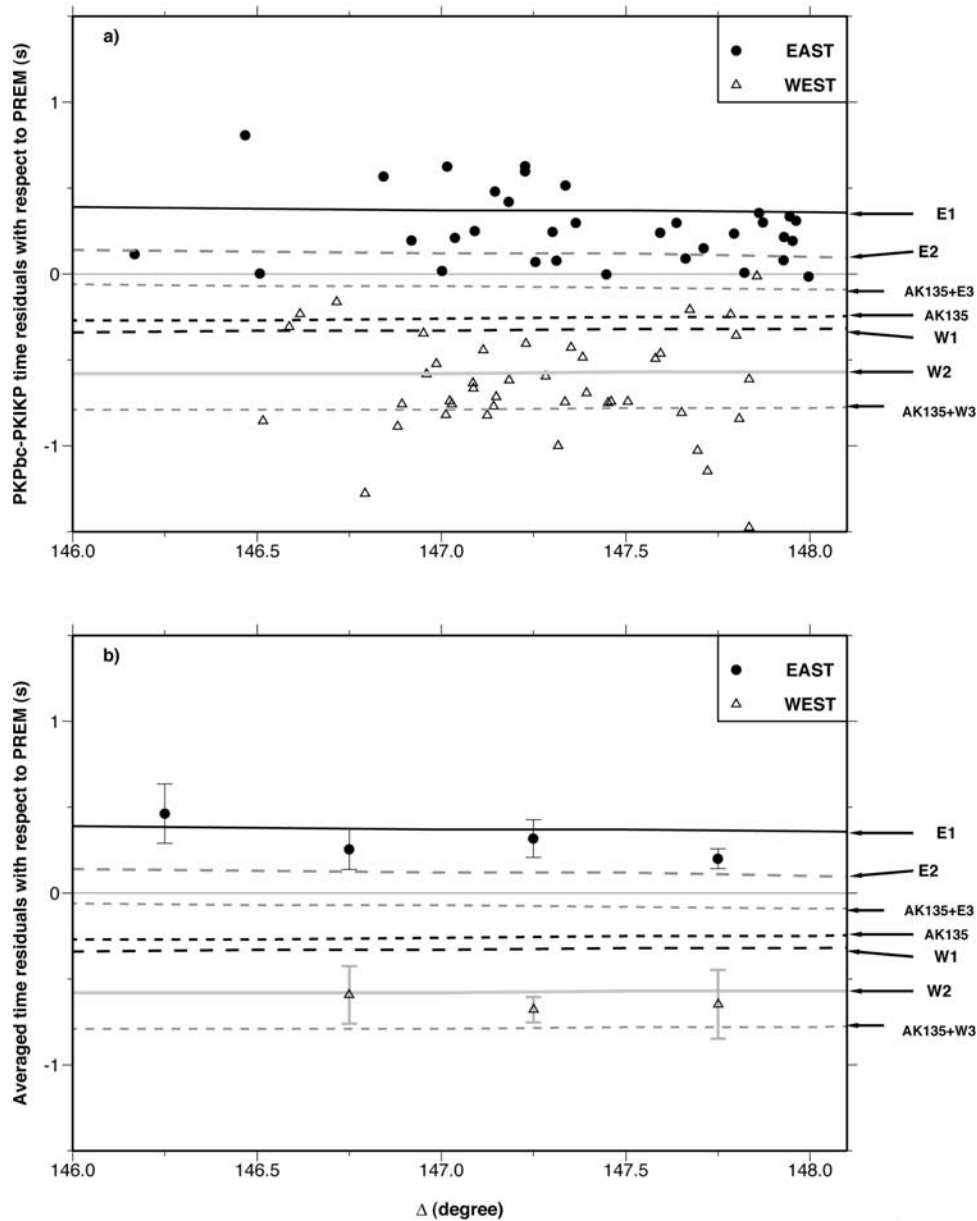 a)
EAST
WEST
PKPbc-PKIKP time residuals with respect to PREM (s)
1
0
-1
E1
E2
AK135+E3
AK135
W1
W2
AK135+W3
146.0 146.5 147.0 147.5 148.0
b)
EAST
WEST
Averaged time residuals with respect to PREM (s)
1
0
-1
E1
E2
AK135+E3
AK135
W1
W2
AK135+W3
146.0 146.5 147.0 147.5 148.0
Δ (degree)